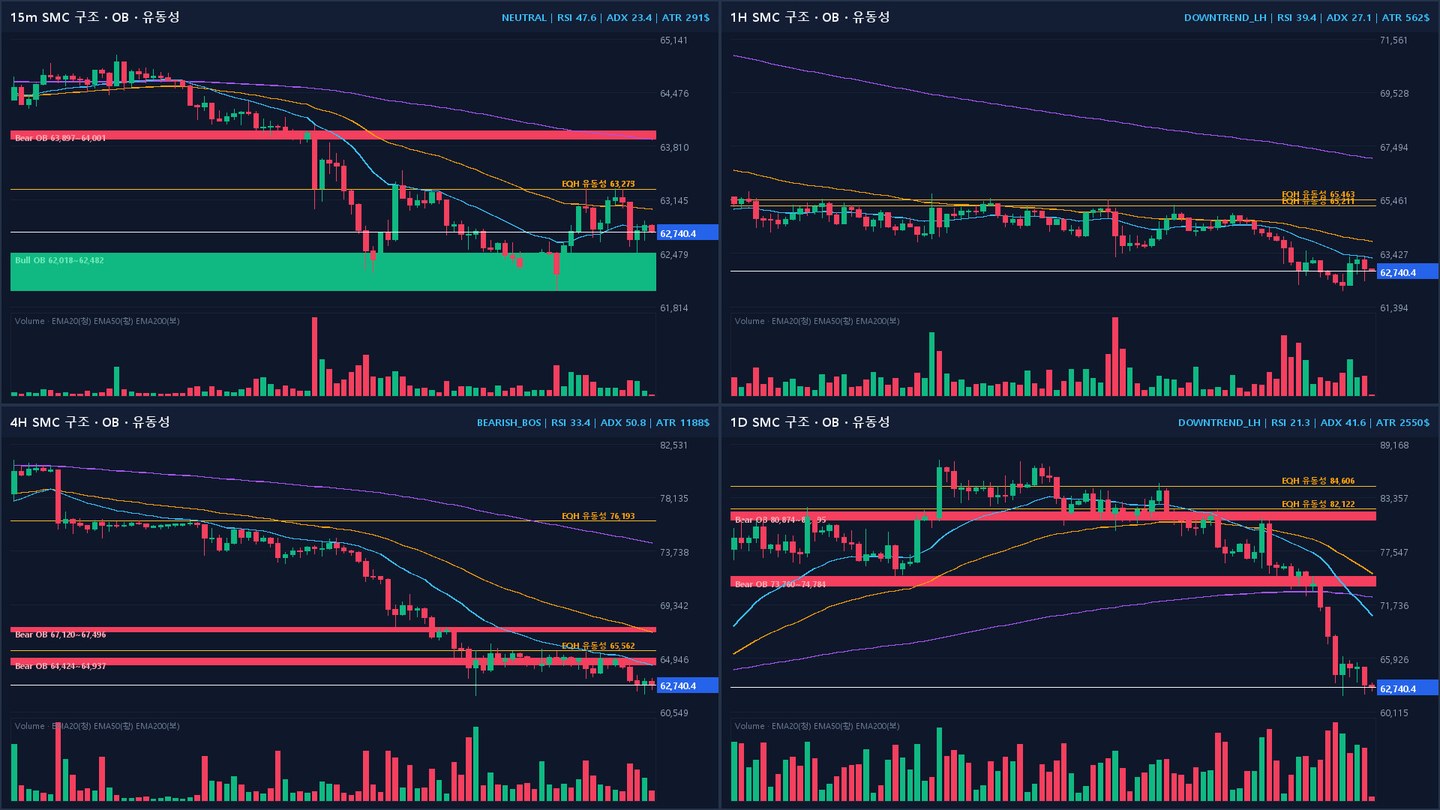 15m SMC 구조 · OB · 유동성
NEUTRAL | RSI 47.6 | ADX 23.4 | ATR 291$
65,141
64,476
Bear OB 63,897~64,001
63,810
EQH 유동성 63,273
63,145
62,740.4
Bull OB 62,018~62,482
62,479
61,814
Volume · EMA20(청) EMA50(황) EMA200(보)
1H SMC 구조 · OB · 유동성
DOWNTREND_LH | RSI 39.4 | ADX 27.1 | ATR 562$
71,561
69,528
67,494
EQH 유동성 65,463
EQH 유동성 65,211
65,461
63,427
62,740.4
61,394
Volume · EMA20(청) EMA50(황) EMA200(보)
4H SMC 구조 · OB · 유동성
BEARISH_BOS | RSI 33.4 | ADX 50.8 | ATR 1188$
82,531
78,135
EQH 유동성 76,193
73,738
69,342
Bear OB 67,120~67,496
EQH 유동성 65,562
64,946
Bear OB 64,424~64,937
62,740.4
60,549
Volume · EMA20(청) EMA50(황) EMA200(보)
1D SMC 구조 · OB · 유동성
DOWNTREND_LH | RSI 21.3 | ADX 41.6 | ATR 2550$
89,168
EQH 유동성 84,606
83,357
EQH 유동성 82,122
Bear OB 80,874~
77,547
Bear OB 73,760~74,784
71,736
65,926
62,740.4
60,115
Volume · EMA20(청) EMA50(황) EMA200(보)